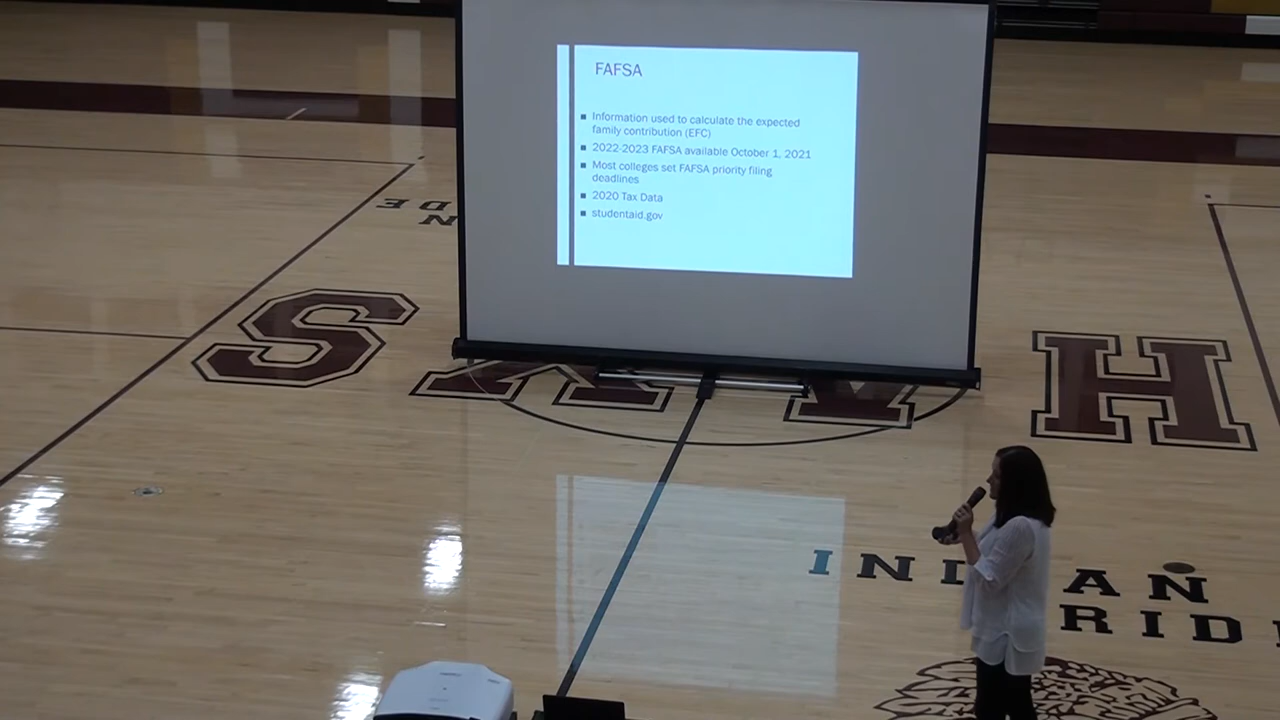 FAFSA
Information used to calculate the expected
family contribution (EFC)
2022-2023 FAFSA available October 1, 2021
Most colleges set FAFSA priority filing
deadlines
2020 Tax Data
studentaid.gov
S
H
INDIAN
PRIDE